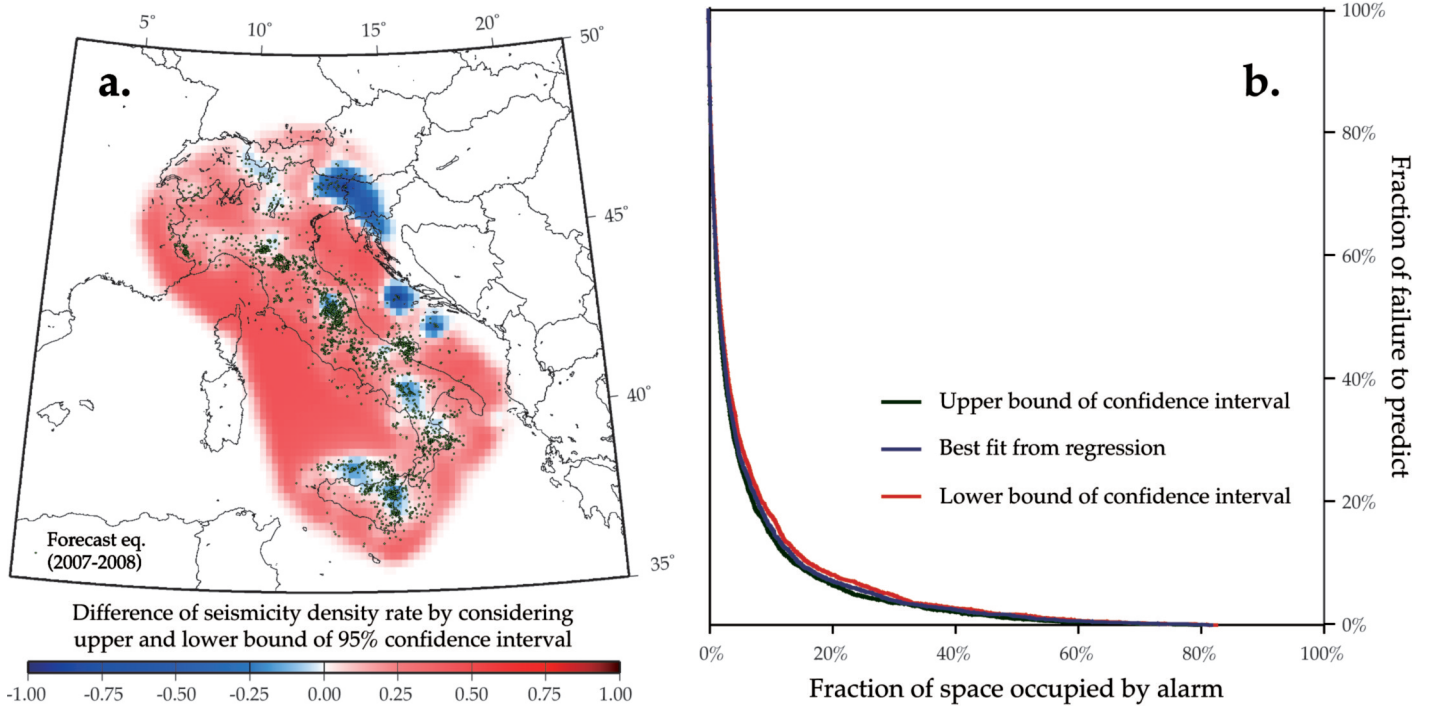 5° 10° 15° 20° 50°
a.
45°
40°
35°
Forecast eq.
(2007-2008)
Difference of seismicity density rate by considering
upper and lower bound of 95% confidence interval
-1.00 -0.75 -0.50 -0.25 0.00 0.25 0.50 0.75 1.00
b.
100%
80%
60%
40%
20%
0%
Fraction of failure to predict
Upper bound of confidence interval
Best fit from regression
Lower bound of confidence interval
0% 20% 40% 60% 80% 100%
Fraction of space occupied by alarm